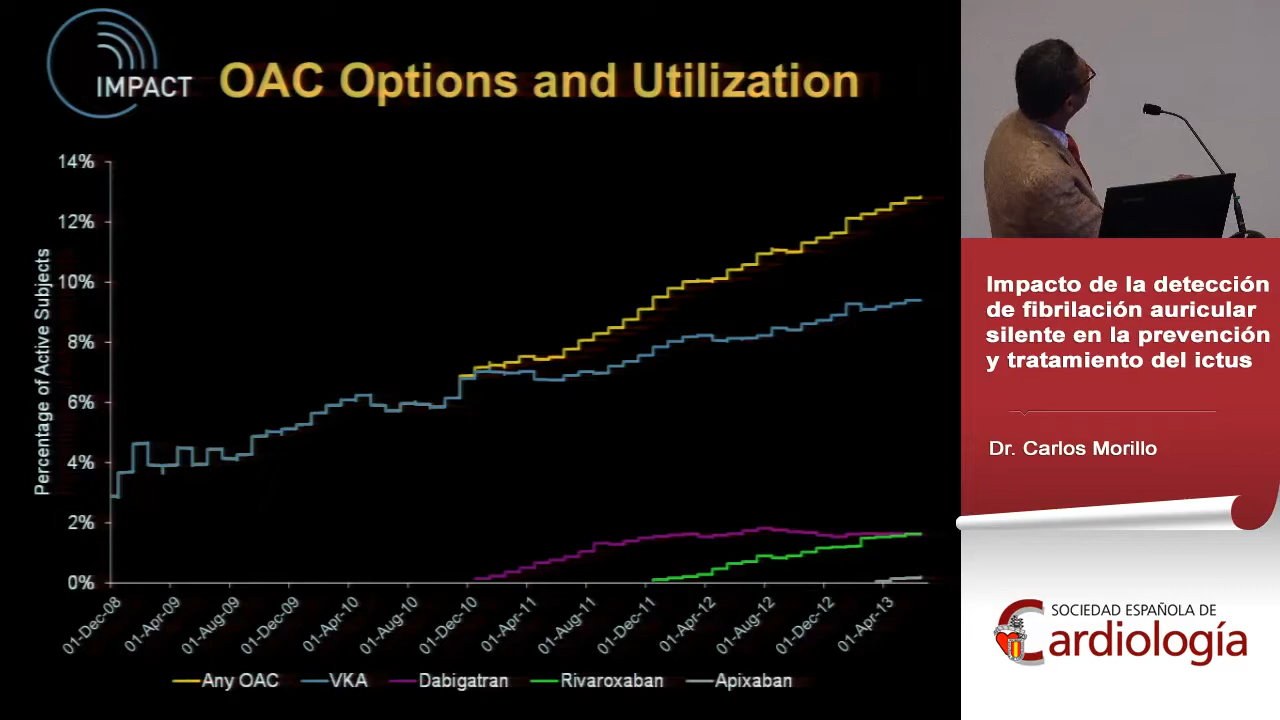 IMPACT
OAC Options and Utilization
Percentage of Active Subjects
14%
12%
10%
8%
6%
4%
2%
0%
01-Dec-08
01-Apr-09
01-Aug-09
01-Dec-09
01-Apr-10
01-Aug-10
01-Dec-10
01-Apr-11
01-Aug-11
01-Dec-11
01-Apr-12
01-Aug-12
01-Dec-12
01-Apr-13
Any OAC
VKA
Dabigatran
Rivaroxaban
Apixaban
Impacto de la detección
de fibrilación auricular
silente en la prevención
y tratamiento del ictus
Dr. Carlos Morillo
SOCIEDAD ESPAÑOLA DE
Cardiología